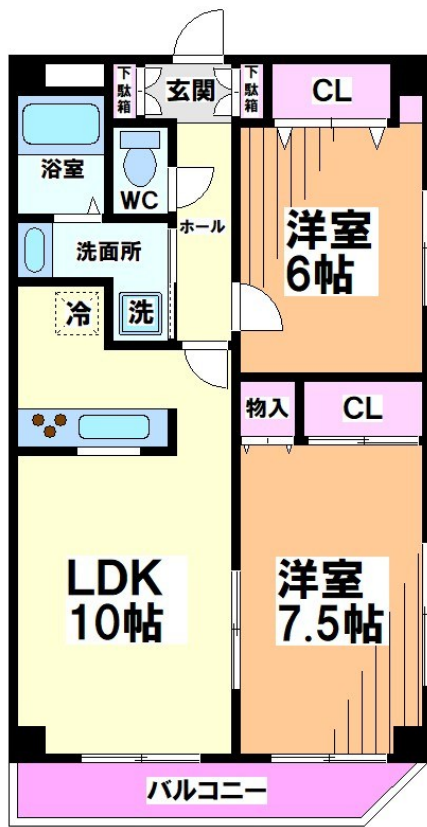 下駄箱
玄関
下駄箱
CL
浴室
WC
ホール
洗面所
洋室
6帖
冷
洗
物入
CL
LDK
10帖
洋室
7.5帖
バルコニー